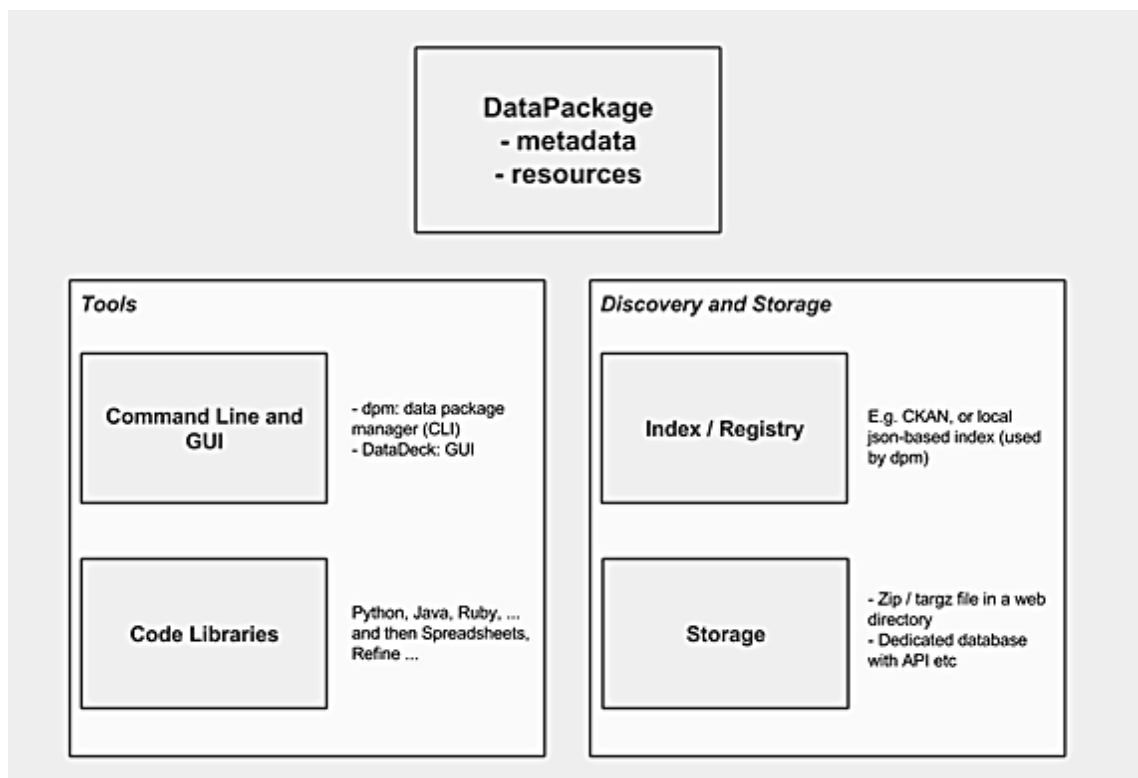 DataPackage
- metadata
- resources
Tools
Command Line and
GUI
- dpm: data package
manager (CLI)
- DataDeck: GUI
Code Libraries
Python, Java, Ruby, ...
and then Spreadsheets,
Refine ...
Discovery and Storage
Index / Registry
E.g. CKAN, or local
json-based index (used
by dpm)
Storage
- Zip / targz file in a web
directory
- Dedicated database
with API etc